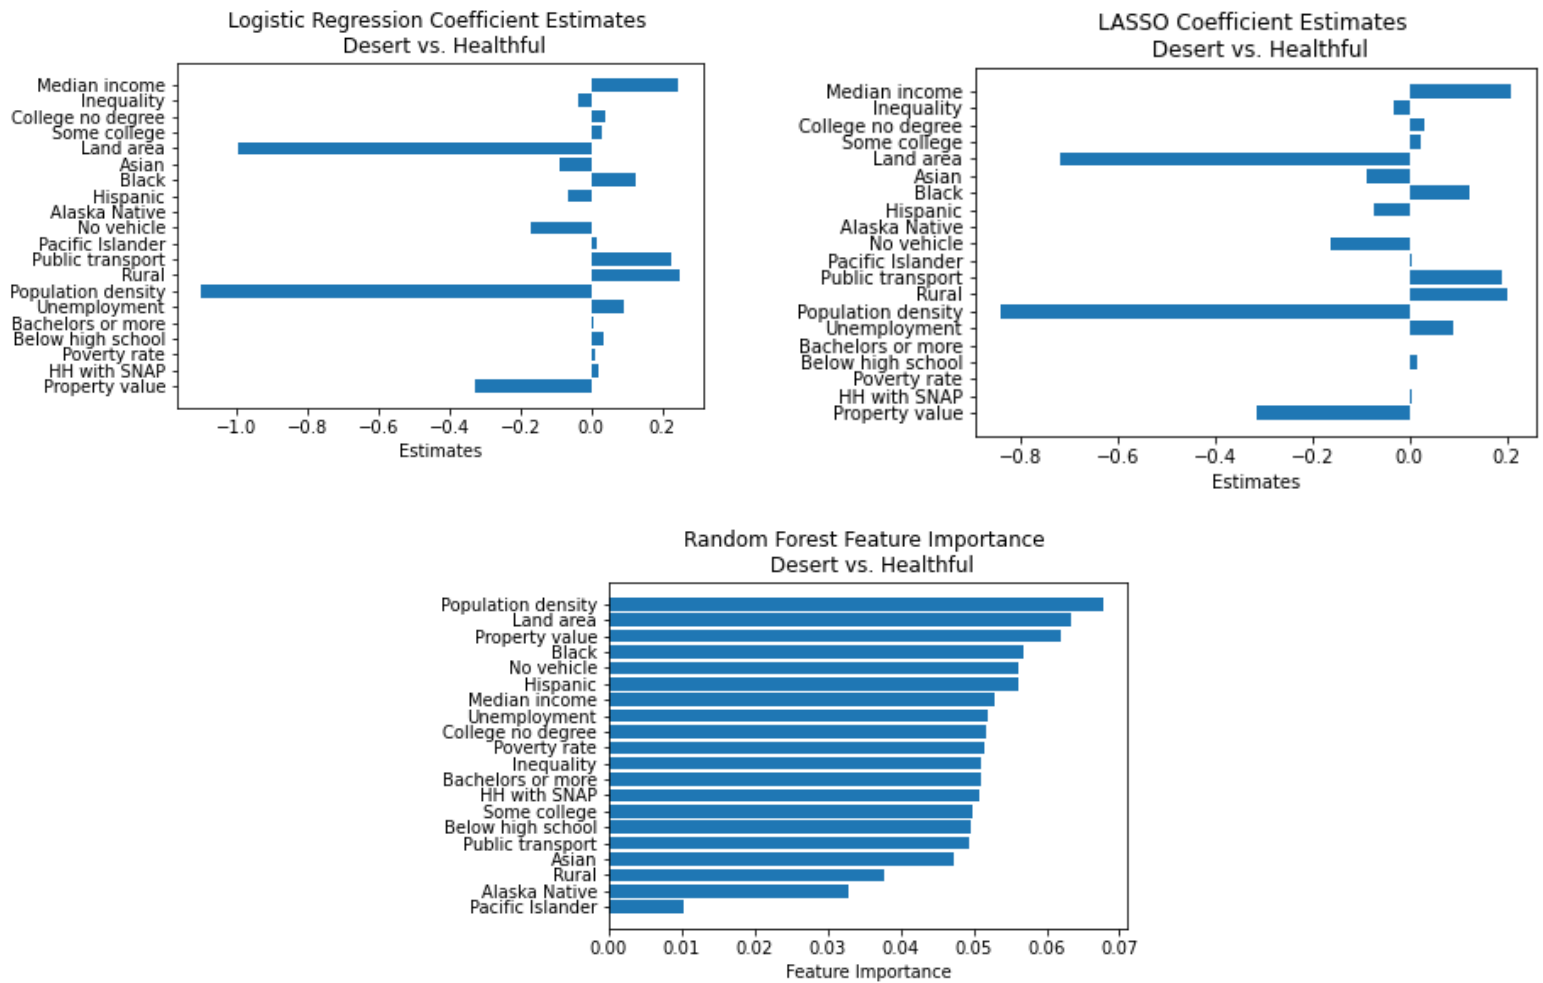 Logistic Regression Coefficient Estimates
Desert vs. Healthful
Median income
Inequality
College no degree
Some college
Land area
Asian
Black
Hispanic
Alaska Native
No vehicle
Pacific Islander
Public transport
Rural
Population density
Unemployment
Bachelors or more
Below high school
Poverty rate
HH with SNAP
Property value
−1.0 −0.8 −0.6 −0.4 −0.2 0.0 0.2
Estimates
LASSO Coefficient Estimates
Desert vs. Healthful
Median income
Inequality
College no degree
Some college
Land area
Asian
Black
Hispanic
Alaska Native
No vehicle
Pacific Islander
Public transport
Rural
Population density
Unemployment
Bachelors or more
Below high school
Poverty rate
HH with SNAP
Property value
−0.8 −0.6 −0.4 −0.2 0.0 0.2
Estimates
Random Forest Feature Importance
Desert vs. Healthful
Population density
Land area
Property value
Black
No vehicle
Hispanic
Median income
Unemployment
College no degree
Poverty rate
Inequality
Bachelors or more
HH with SNAP
Some college
Below high school
Public transport
Asian
Rural
Alaska Native
Pacific Islander
0.00 0.01 0.02 0.03 0.04 0.05 0.06 0.07
Feature Importance